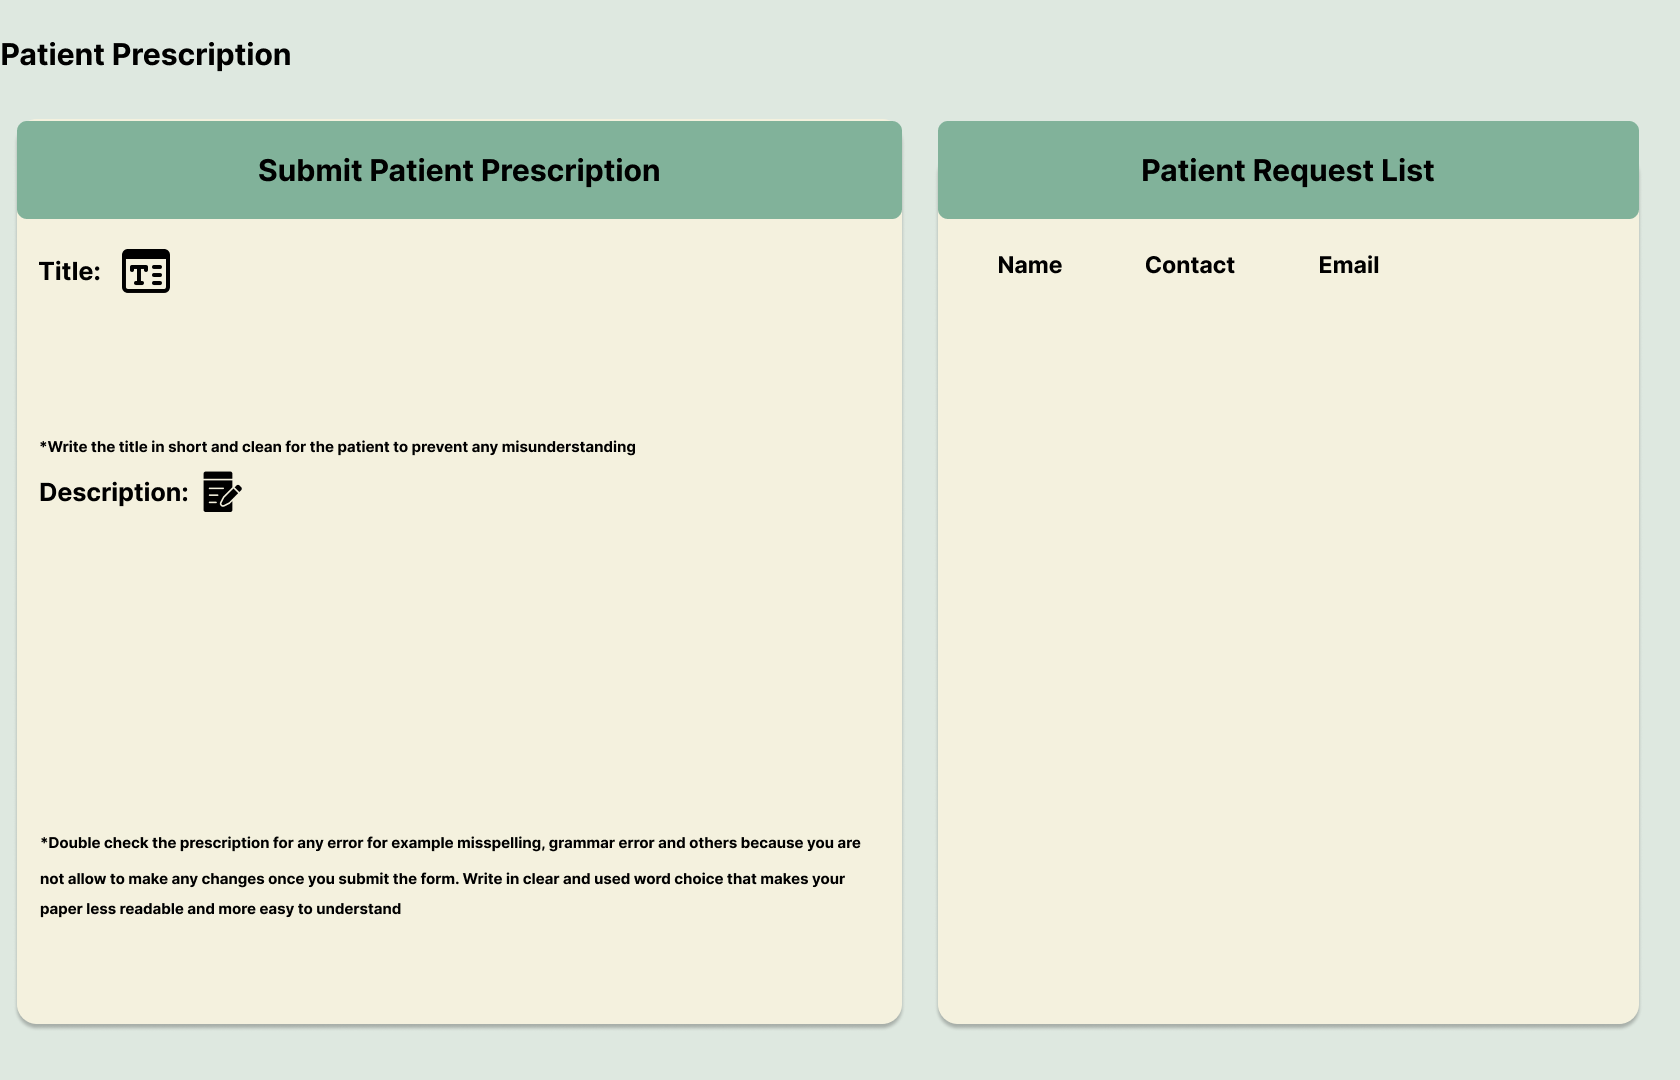 Patient Prescription
Submit Patient Prescription
Title:
*Write the title in short and clean for the patient to prevent any misunderstanding
Description:
*Double check the prescription for any error for example misspelling, grammar error and others because you are
not allow to make any changes once you submit the form. Write in clear and used word choice that makes your
paper less readable and more easy to understand
Patient Request List
Name Contact Email